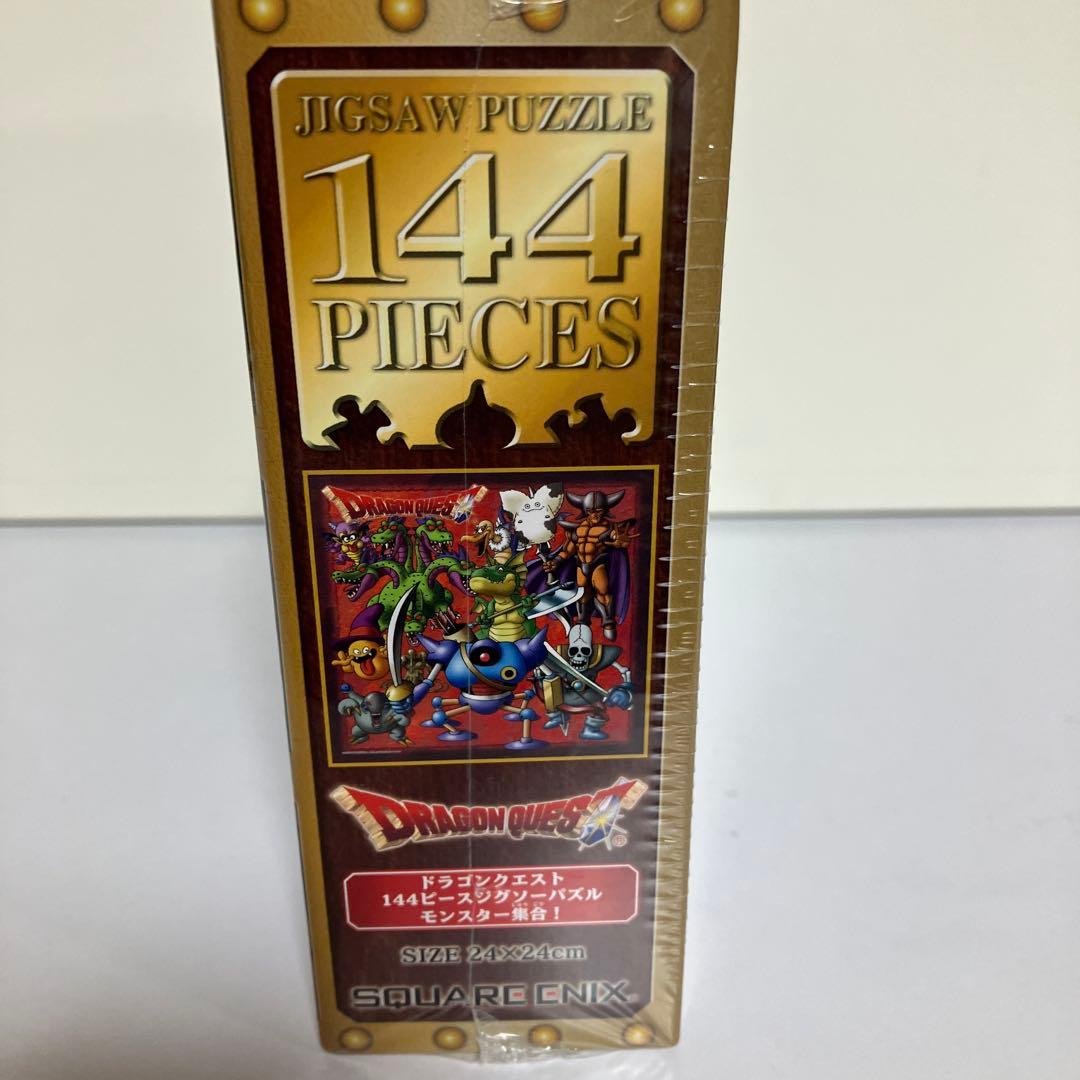 JIGSAW PUZZLE
144
PIECES
DRAGON QUEST
DRAGON QUEST
®
ドラゴンクエスト
144ピースジグソーパズル
モンスター集合！
SIZE 24×24cm
SQUARE ENIX